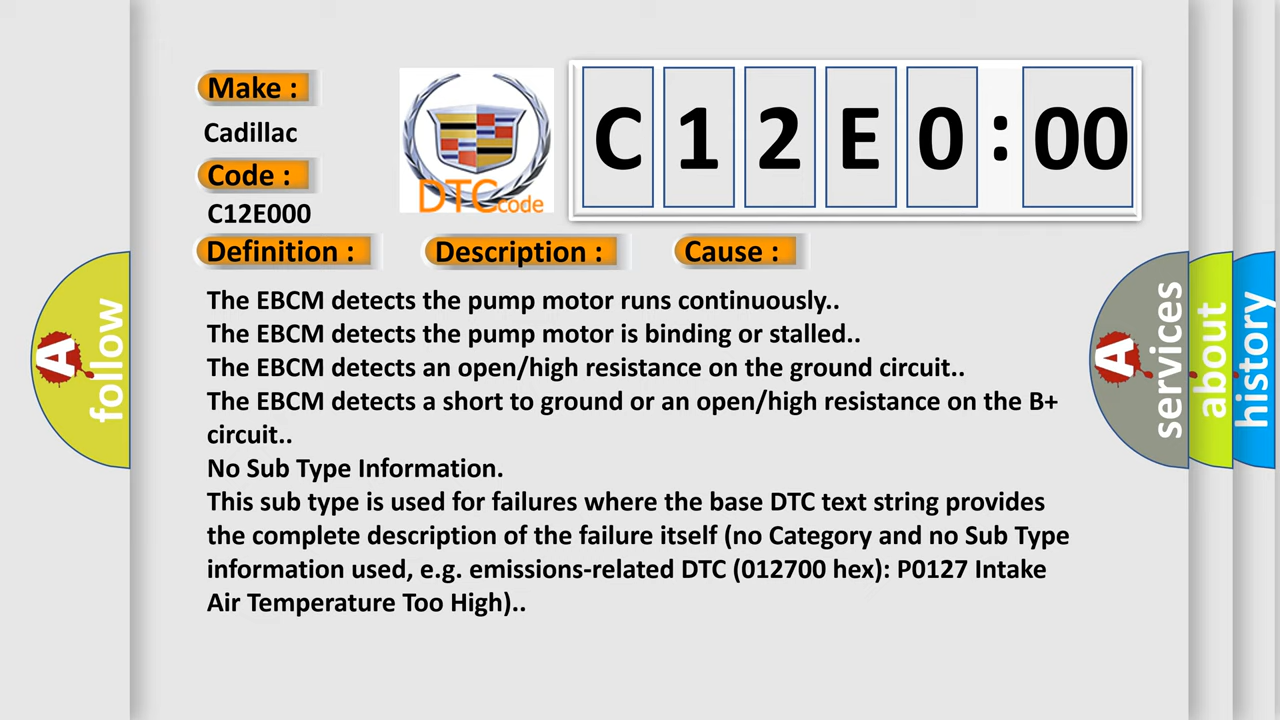 Make :
Cadillac
Code :
C12E000
DTCcode
C12E0:00
Definition :
Description :
Cause :
The EBCM detects the pump motor runs continuously..
The EBCM detects the pump motor is binding or stalled..
The EBCM detects an open/high resistance on the ground circuit..
The EBCM detects a short to ground or an open/high resistance on the B+
circuit..
No Sub Type Information.
This sub type is used for failures where the base DTC text string provides
the complete description of the failure itself (no Category and no Sub Type
information used, e.g. emissions-related DTC (012700 hex): P0127 Intake
Air Temperature Too High)..
A follow
A services
about
history